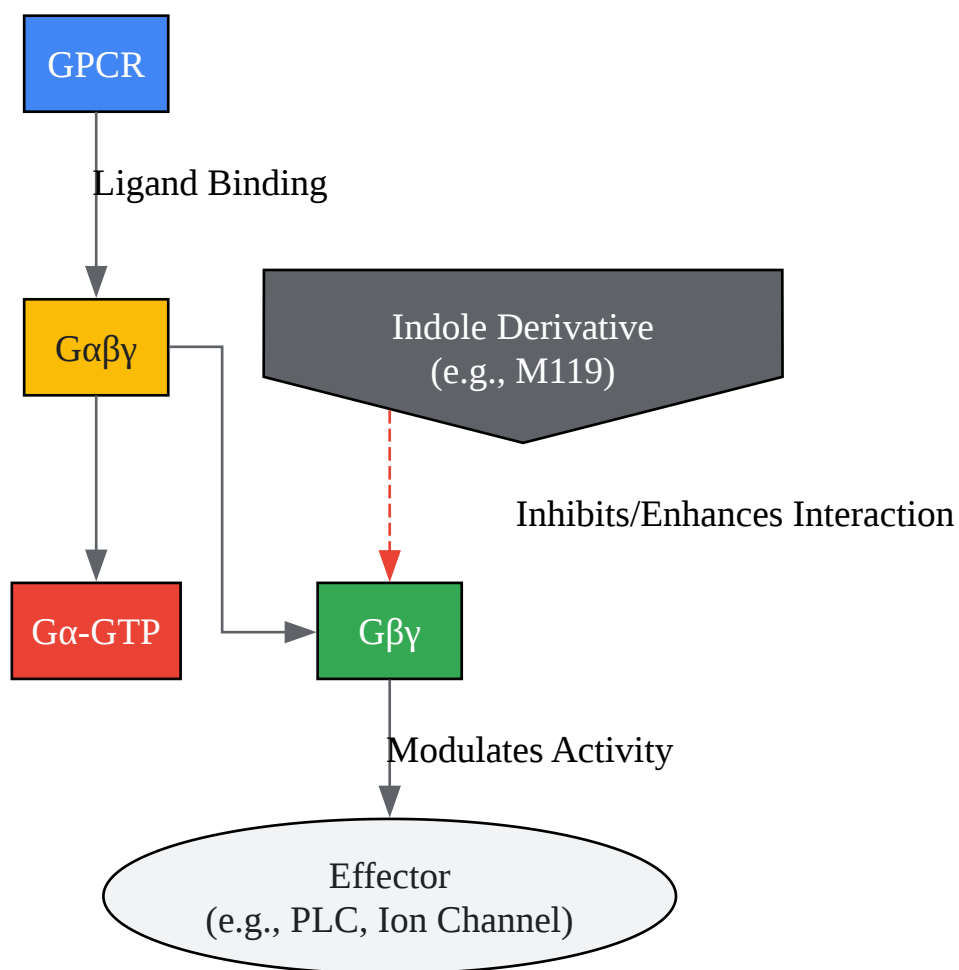 GPCR
Ligand Binding
Indole Derivative
(e.g., M119)
Gαβγ
Inhibits/Enhances Interaction
Gα-GTP
Gβγ
Modulates Activity
Effector
(e.g., PLC, Ion Channel)